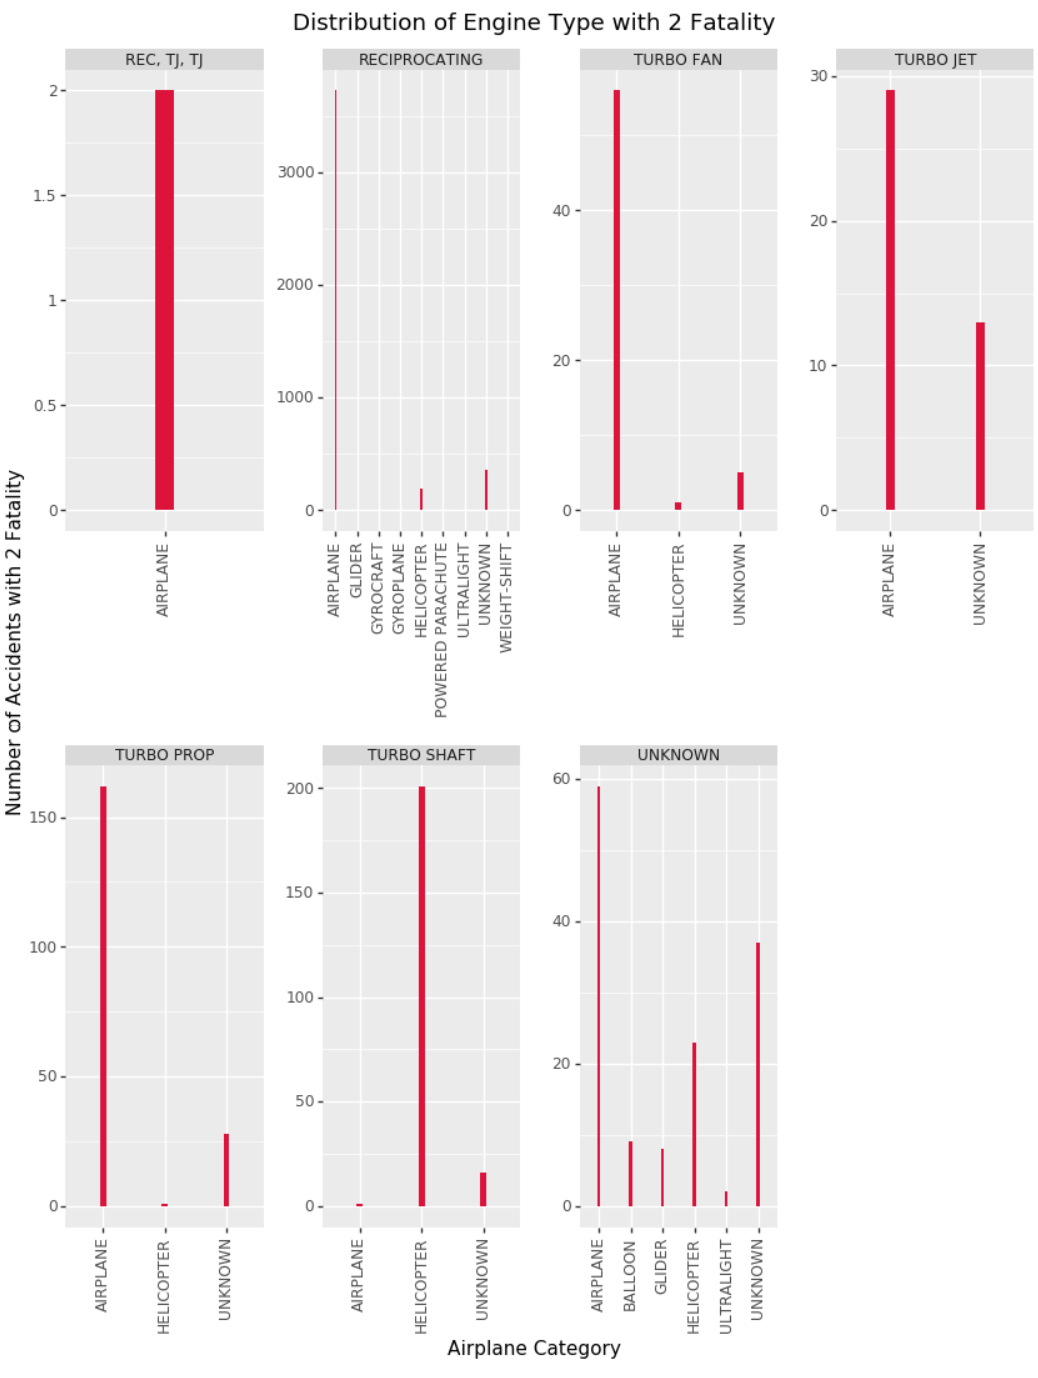 Distribution of Engine Type with 2 Fatality
REC, TJ, TJ
2
1.5
1
0.5
0
AIRPLANE
RECIPROCATING
3000
2000
1000
0
AIRPLANE
GLIDER
GYROCRAFT
GYROPLANE
HELICOPTER
POWERED PARACHUTE
ULTRALIGHT
UNKNOWN
WEIGHT-SHIFT
TURBO FAN
40
20
0
AIRPLANE
HELICOPTER
UNKNOWN
TURBO JET
30
20
10
0
AIRPLANE
UNKNOWN
Number of Accidents with 2 Fatality
TURBO PROP
150
100
50
0
AIRPLANE
HELICOPTER
UNKNOWN
TURBO SHAFT
200
150
100
50
0
AIRPLANE
HELICOPTER
UNKNOWN
UNKNOWN
60
40
20
0
AIRPLANE
BALLOON
GLIDER
HELICOPTER
ULTRALIGHT
UNKNOWN
Airplane Category